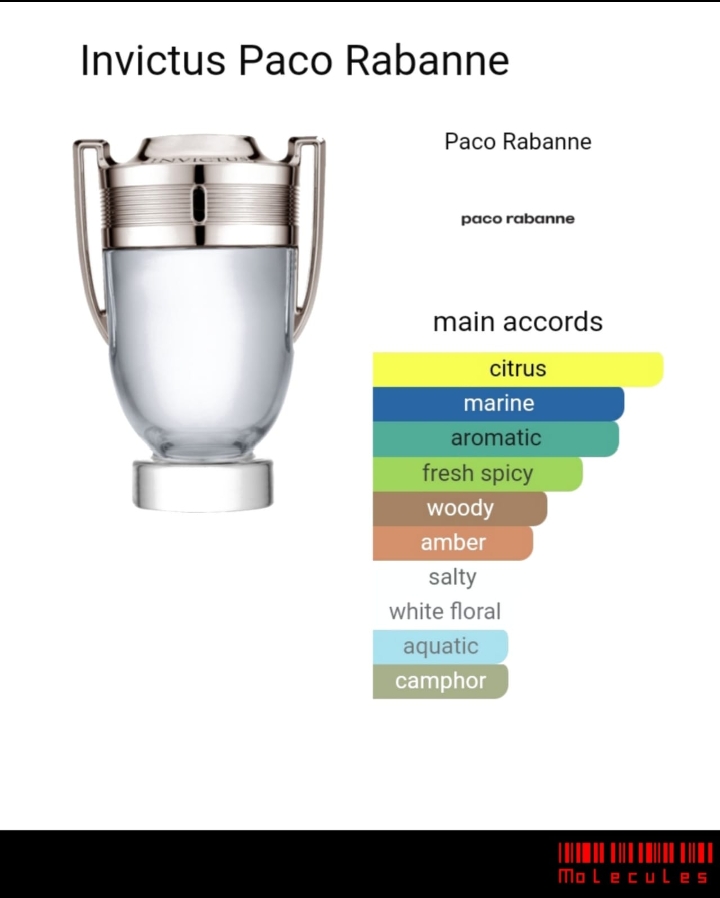 Invictus Paco Rabanne
INVICTUS
Paco Rabanne
paco rabanne
main accords
citrus
marine
aromatic
fresh spicy
woody
amber
salty
white floral
aquatic
camphor
Molecules